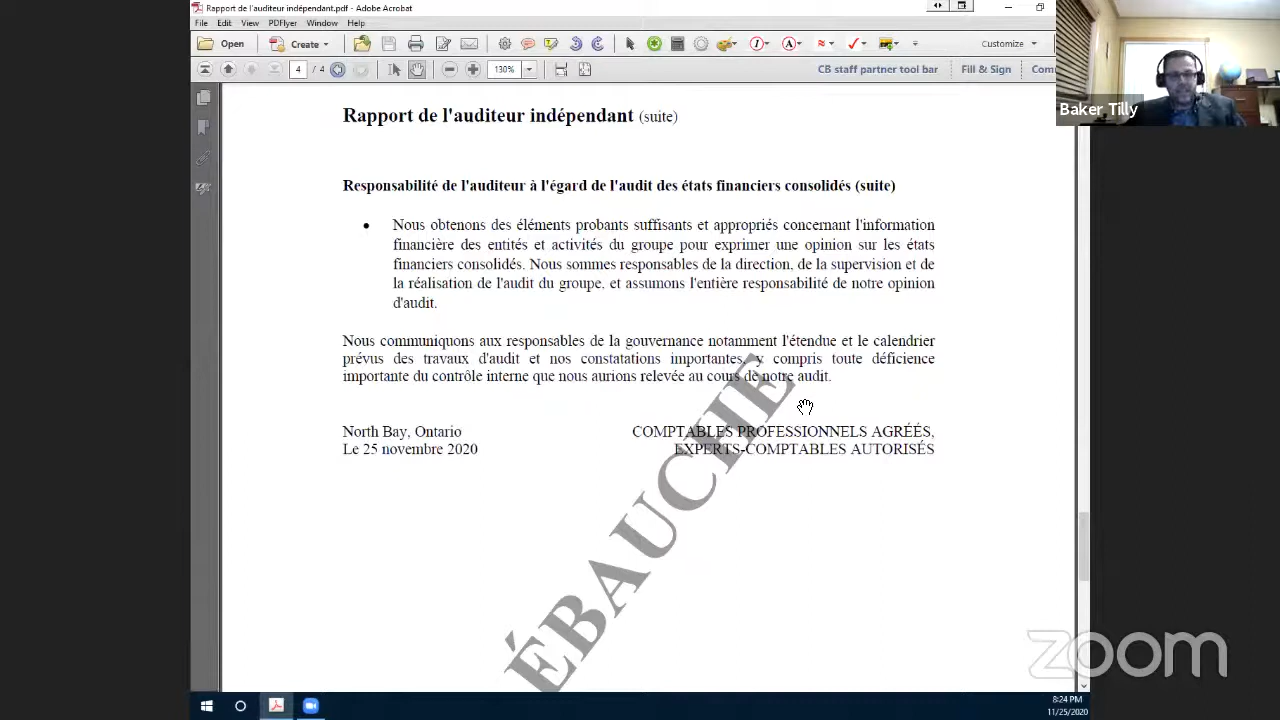 Rapport de l'auditeur indépendant.pdf - Adobe Acrobat
File Edit View PDFlyer Window Help
Open Create Customize
4 / 4 130% CB staff partner tool bar Fill & Sign Com
Baker Tilly
Rapport de l'auditeur indépendant (suite)
Responsabilité de l'auditeur à l'égard de l'audit des états financiers consolidés (suite)
• Nous obtenons des éléments probants suffisants et appropriés concernant l'information
financière des entités et activités du groupe pour exprimer une opinion sur les états
financiers consolidés. Nous sommes responsables de la direction, de la supervision et de
la réalisation de l'audit du groupe, et assumons l'entière responsabilité de notre opinion
d'audit.
Nous communiquons aux responsables de la gouvernance notamment l'étendue et le calendrier
prévus des travaux d'audit et nos constatations importantes, y compris toute déficience
importante du contrôle interne que nous aurions relevée au cours de notre audit.
North Bay, Ontario COMPTABLES PROFESSIONNELS AGRÉÉS,
Le 25 novembre 2020 EXPERTS-COMPTABLES AUTORISÉS
ÉBAUCHE
zoom
8:24 PM
11/25/2020